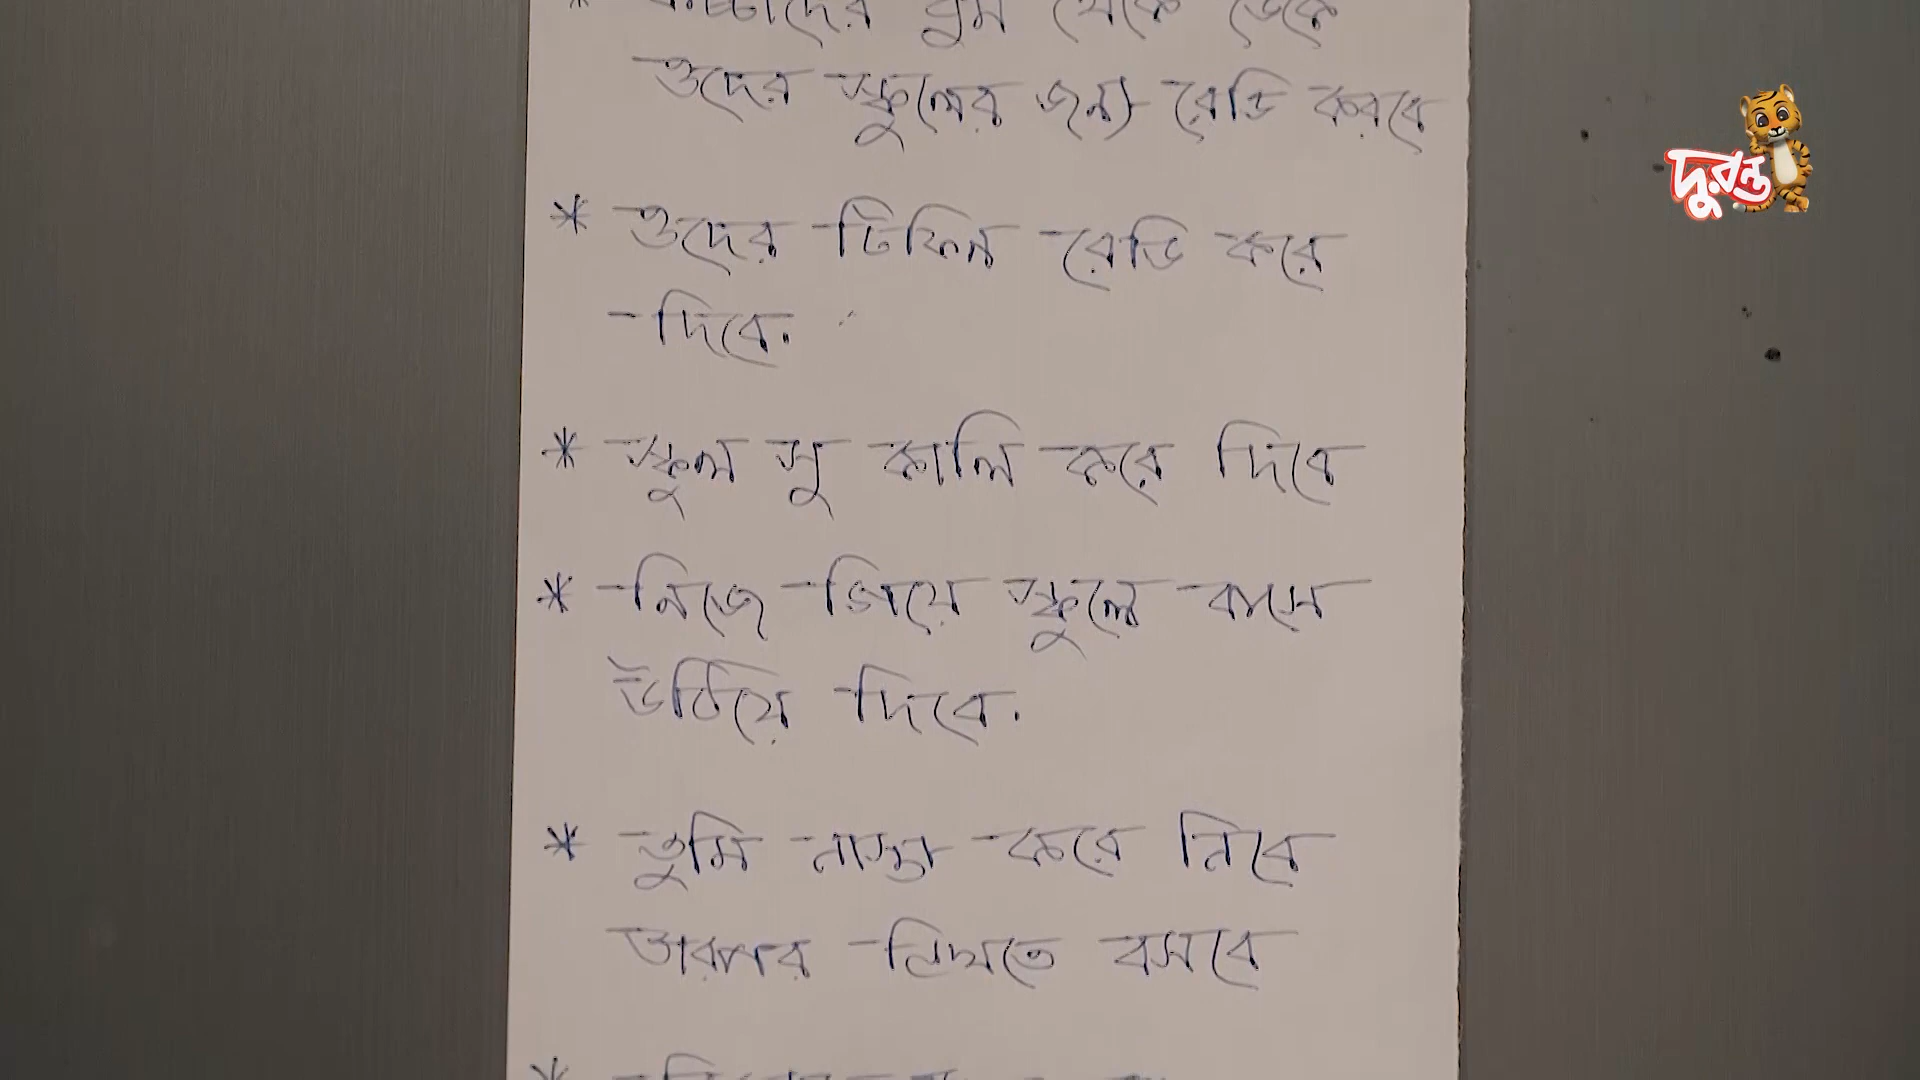 * বাচ্চাদের ঘুম থেকে ডেকে
ওদের স্কুলের জন্য রেডি করবে
দুরন্ত
* ওদের টিফিন রেডি করে
দিবে.
* স্কুল সু কালি করে দিবে
* নিজে গিয়ে স্কুলে বাসে
উঠিয়ে দিবে.
* তুমি নাস্তা করে নিবে
তারপর লিখতে বসবে
*